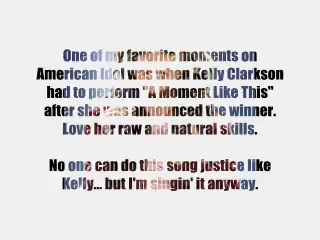 One of my favorite moments on
American Idol was when Kelly Clarkson
had to perform "A Moment Like This"
after she was announced the winner.
Love her raw and natural skills.
No one can do this song justice like
Kelly... but I'm singin' it anyway.